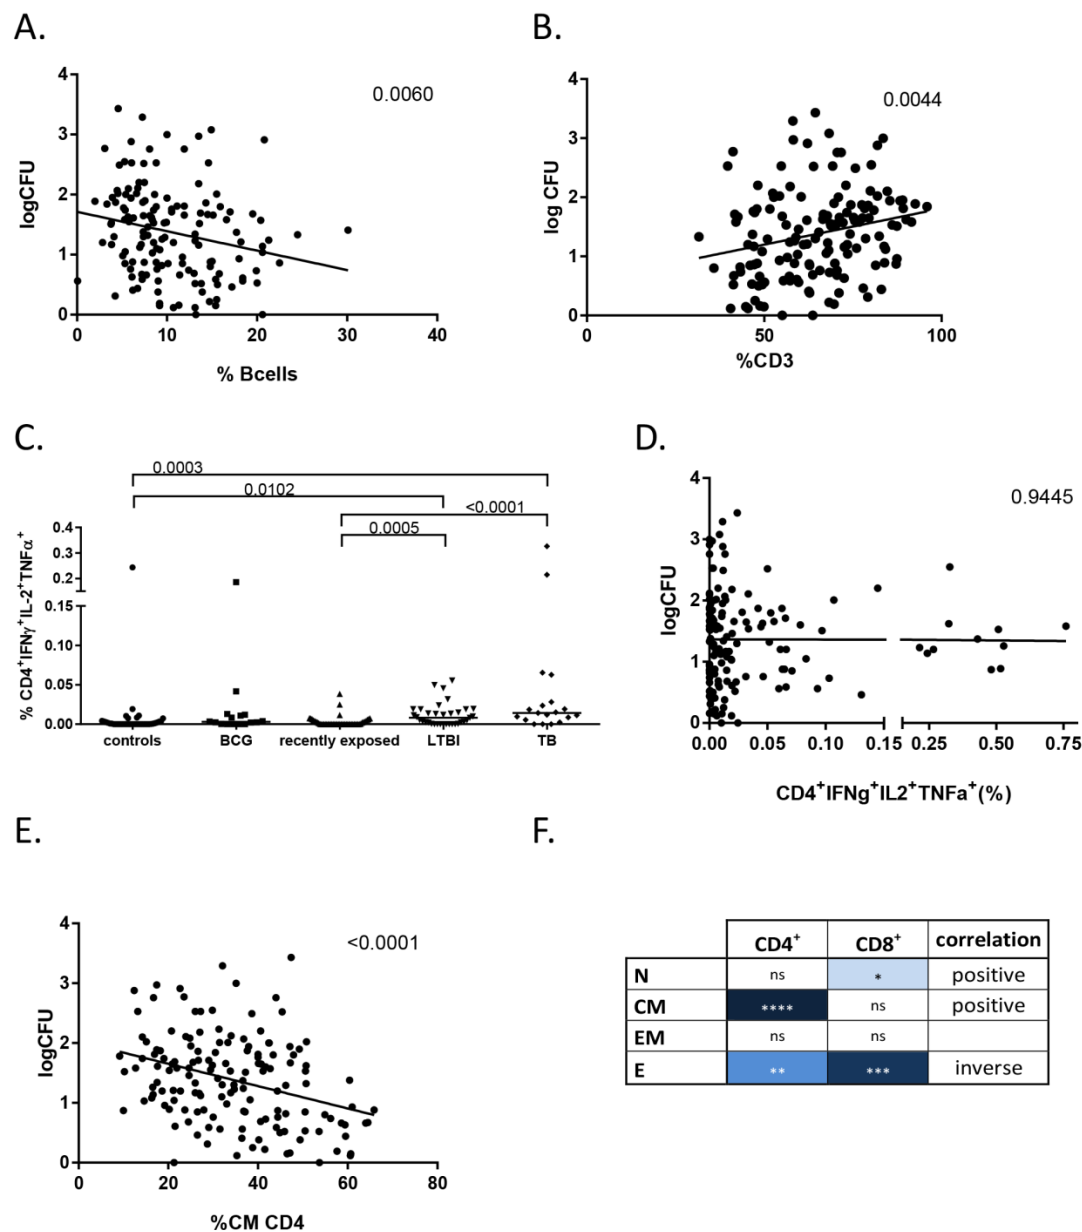 A.
0.0060
logCFU
4
3
2
1
0
0 10 20 30 40
% Bcells
B.
0.0044
log CFU
4
3
2
1
0
0 50 100
%CD3
C.
0.0003
0.0102
<0.0001
0.0005
% CD4⁺IFNγ⁺IL-2⁺TNFα⁺
0.4
0.3
0.2
0.15
0.10
0.05
0.00
controls BCG recently exposed LTBI TB
D.
0.9445
logCFU
4
3
2
1
0
0.00 0.05 0.10 0.15 0.25 0.50 0.75
CD4⁺IFNg⁺IL2⁺TNFa⁺(%)
E.
<0.0001
logCFU
4
3
2
1
0
0 20 40 60 80
%CM CD4
F.
CD4⁺ CD8⁺ correlation
N ns * positive
CM **** ns positive
EM ns ns
E ** *** inverse